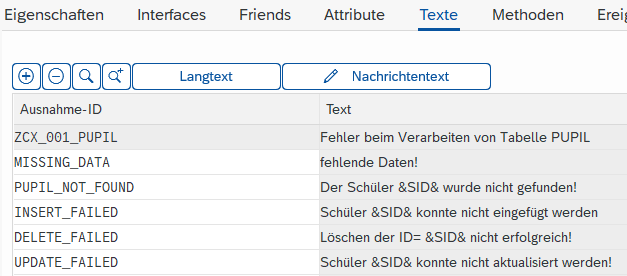 Eigenschaften Interfaces Friends Attribute Texte Methoden Ereig
Langtext Nachrichtentext
Ausnahme-ID Text
ZCX_001_PUPIL Fehler beim Verarbeiten von Tabelle PUPIL
MISSING_DATA fehlende Daten!
PUPIL_NOT_FOUND Der Schüler &SID& wurde nicht gefunden!
INSERT_FAILED Schüler &SID& konnte nicht eingefügt werden
DELETE_FAILED Löschen der ID= &SID& nicht erfolgreich!
UPDATE_FAILED Schüler &SID& konnte nicht aktualisiert werden!